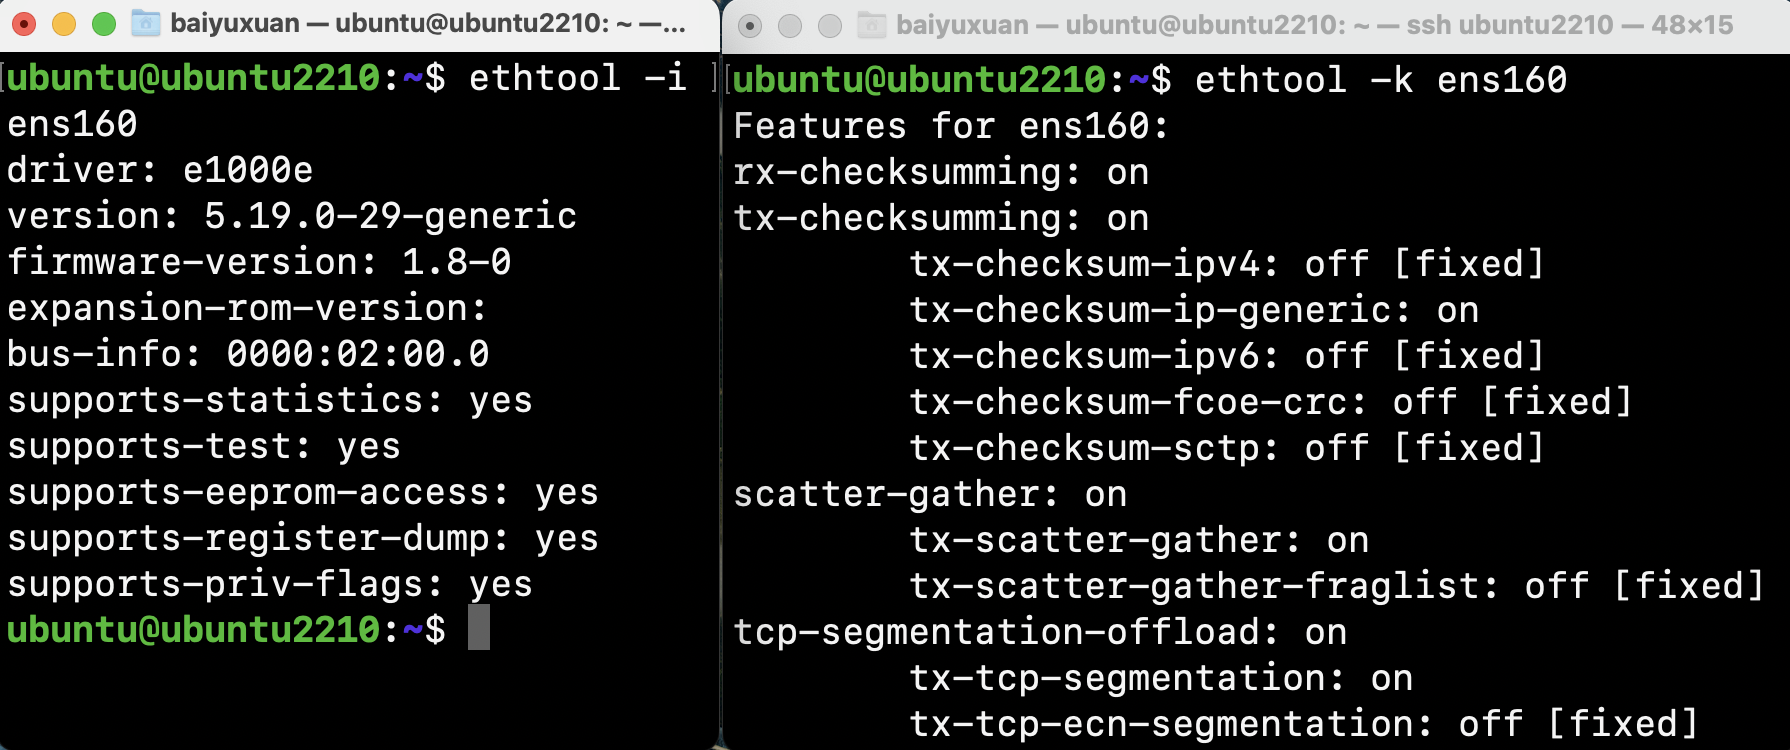 baiyuxuan — ubuntu@ubuntu2210: ~ —...
[ubuntu@ubuntu2210:~$ ethtool -i ]
ens160
driver: e1000e
version: 5.19.0-29-generic
firmware-version: 1.8-0
expansion-rom-version:
bus-info: 0000:02:00.0
supports-statistics: yes
supports-test: yes
supports-eeprom-access: yes
supports-register-dump: yes
supports-priv-flags: yes
ubuntu@ubuntu2210:~$
baiyuxuan — ubuntu@ubuntu2210: ~ — ssh ubuntu2210 — 48×15
[ubuntu@ubuntu2210:~$ ethtool -k ens160
Features for ens160:
rx-checksumming: on
tx-checksumming: on
tx-checksum-ipv4: off [fixed]
tx-checksum-ip-generic: on
tx-checksum-ipv6: off [fixed]
tx-checksum-fcoe-crc: off [fixed]
tx-checksum-sctp: off [fixed]
scatter-gather: on
tx-scatter-gather: on
tx-scatter-gather-fraglist: off [fixed]
tcp-segmentation-offload: on
tx-tcp-segmentation: on
tx-tcp-ecn-segmentation: off [fixed]